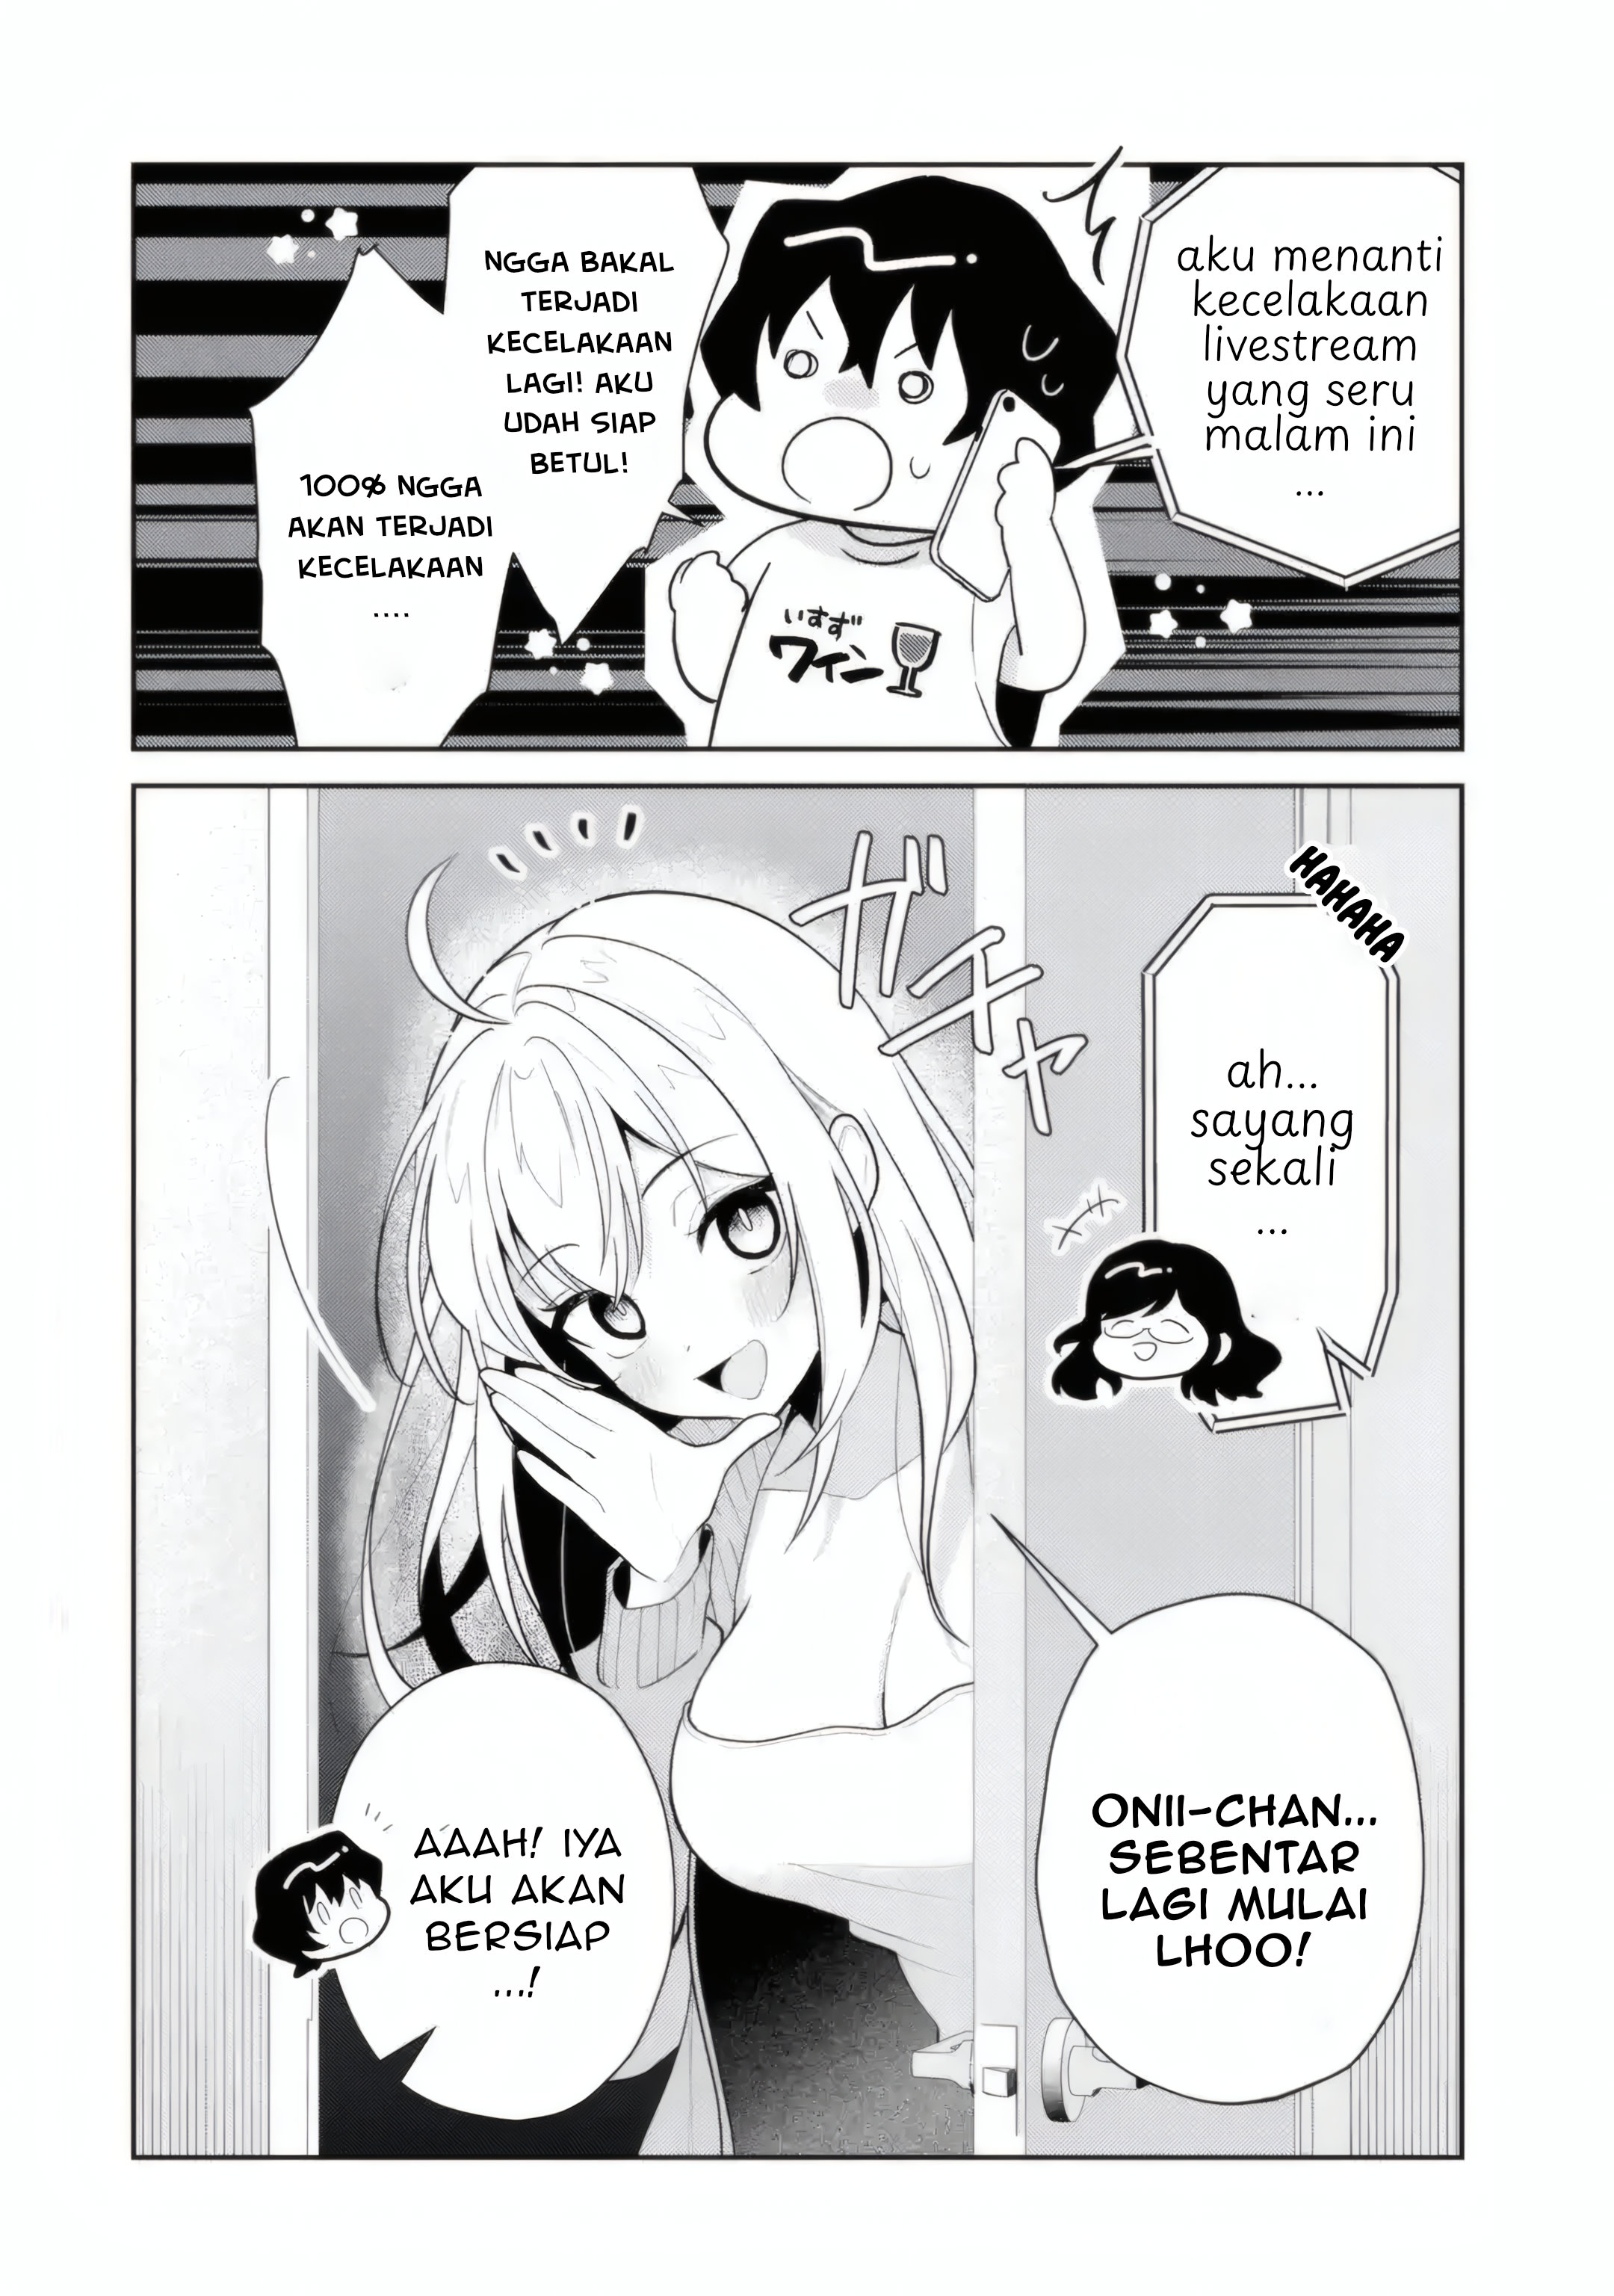 aku menanti
kecelakaan
livestream
yang seru
malam ini
...
NGGA BAKAL
TERJADI
KECELAKAAN
LAGI! AKU
UDAH SIAP
BETUL!
100% NGGA
AKAN TERJADI
KECELAKAAN
....
いすず
ワイン
HAHAHA
ah...
sayang
sekali
...
ガチャ
ONII-CHAN...
SEBENTAR
LAGI MULAI
LHOO!
AAAH! IYA
AKU AKAN
BERSIAP
...!